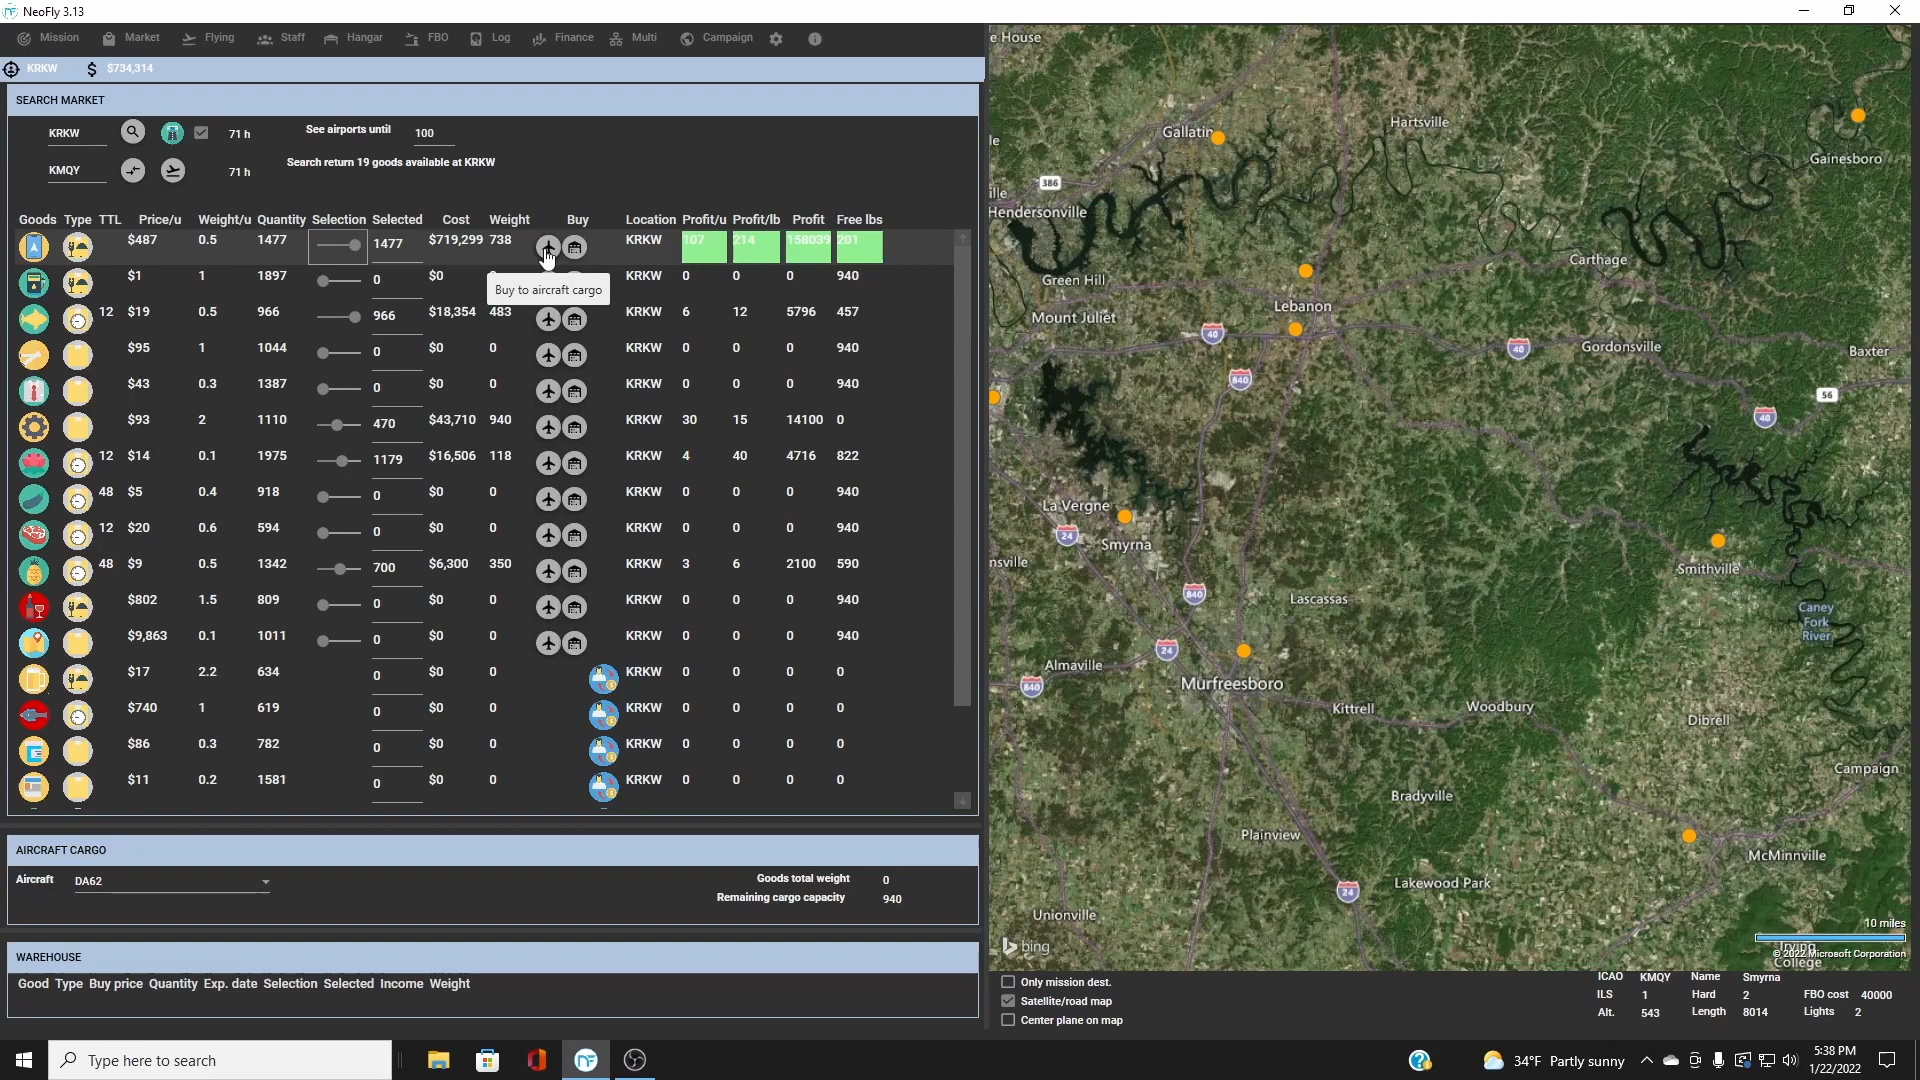 NeoFly 3.13
Mission Market Flying Staff Hangar FBO Log Finance Multi Campaign
KRKW $ $734,314
SEARCH MARKET
KRKW 71 h See airports until 100
KMQY 71 h Search return 19 goods available at KRKW
Goods Type TTL Price/u Weight/u Quantity Selection Selected Cost Weight Buy Location Profit/u Profit/lb Profit Free lbs
$487 0.5 1477 1477 $719,299 738 KRKW 107 214 158039 201
$1 1 1897 0 $0 KRKW 0 0 0 940
Buy to aircraft cargo
12 $19 0.5 966 966 $18,354 483 KRKW 6 12 5796 457
$95 1 1044 0 $0 0 KRKW 0 0 0 940
$43 0.3 1387 0 $0 0 KRKW 0 0 0 940
$93 2 1110 470 $43,710 940 KRKW 30 15 14100 0
12 $14 0.1 1975 1179 $16,506 118 KRKW 4 40 4716 822
48 $5 0.4 918 0 $0 0 KRKW 0 0 0 940
12 $20 0.6 594 0 $0 0 KRKW 0 0 0 940
48 $9 0.5 1342 700 $6,300 350 KRKW 3 6 2100 590
$802 1.5 809 0 $0 0 KRKW 0 0 0 940
$9,863 0.1 1011 0 $0 0 KRKW 0 0 0 940
$17 2.2 634 0 $0 0 KRKW 0 0 0 0
$740 1 619 0 $0 0 KRKW 0 0 0 0
$86 0.3 782 0 $0 0 KRKW 0 0 0 0
$11 0.2 1581 0 $0 0 KRKW 0 0 0 0
AIRCRAFT CARGO
Aircraft DA62 Goods total weight 0
Remaining cargo capacity 940
WAREHOUSE
Good Type Buy price Quantity Exp. date Selection Selected Income Weight
e House
Gallatin
Hartsville
Gainesboro
386
Hendersonville
Carthage
Green Hill
Lebanon
Mount Juliet
40
40
Gordonsville
Baxter
840
56
40
La Vergne
24
Smyrna
nsville
Smithville
840
Lascassas
Caney
Fork
River
24
Almaville
840
Murfreesboro
Kittrell
Woodbury
Dibrell
Campaign
Bradyville
Plainview
McMinnville
Lakewood Park
24
Unionville
10 miles
bing
Irving
College
© 2022 Microsoft Corporation
Only mission dest.
Satellite/road map
Center plane on map
ICAO KMQY Name Smyrna
ILS 1 Hard 2 FBO cost 40000
Alt. 543 Length 8014 Lights 2
Type here to search
34°F Partly sunny
5:38 PM
1/22/2022